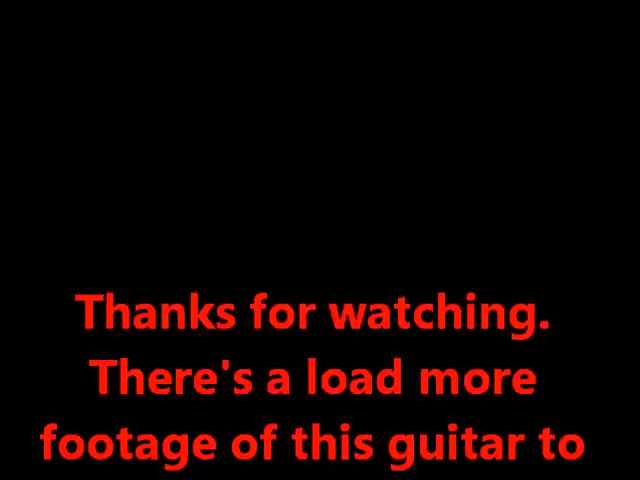 Thanks for watching.
There's a load more
footage of this guitar to